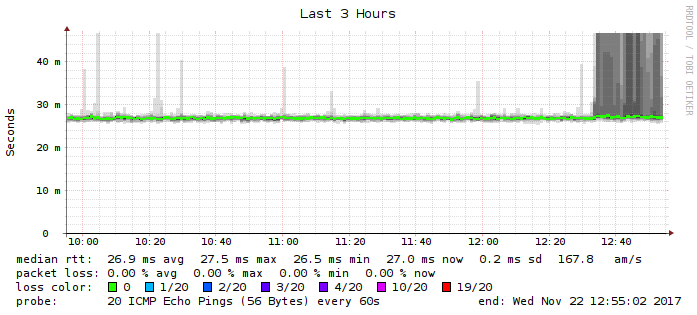 Last 3 Hours
RRDTOOL / TOBI OETIKER
Seconds
40 m
30 m
20 m
10 m
0
10:00 10:20 10:40 11:00 11:20 11:40 12:00 12:20 12:40
median rtt: 26.9 ms avg 27.5 ms max 26.5 ms min 27.0 ms now 0.2 ms sd 167.8 am/s
packet loss: 0.00 % avg 0.00 % max 0.00 % min 0.00 % now
loss color: 0 1/20 2/20 3/20 4/20 10/20 19/20
probe: 20 ICMP Echo Pings (56 Bytes) every 60s end: Wed Nov 22 12:55:02 2017